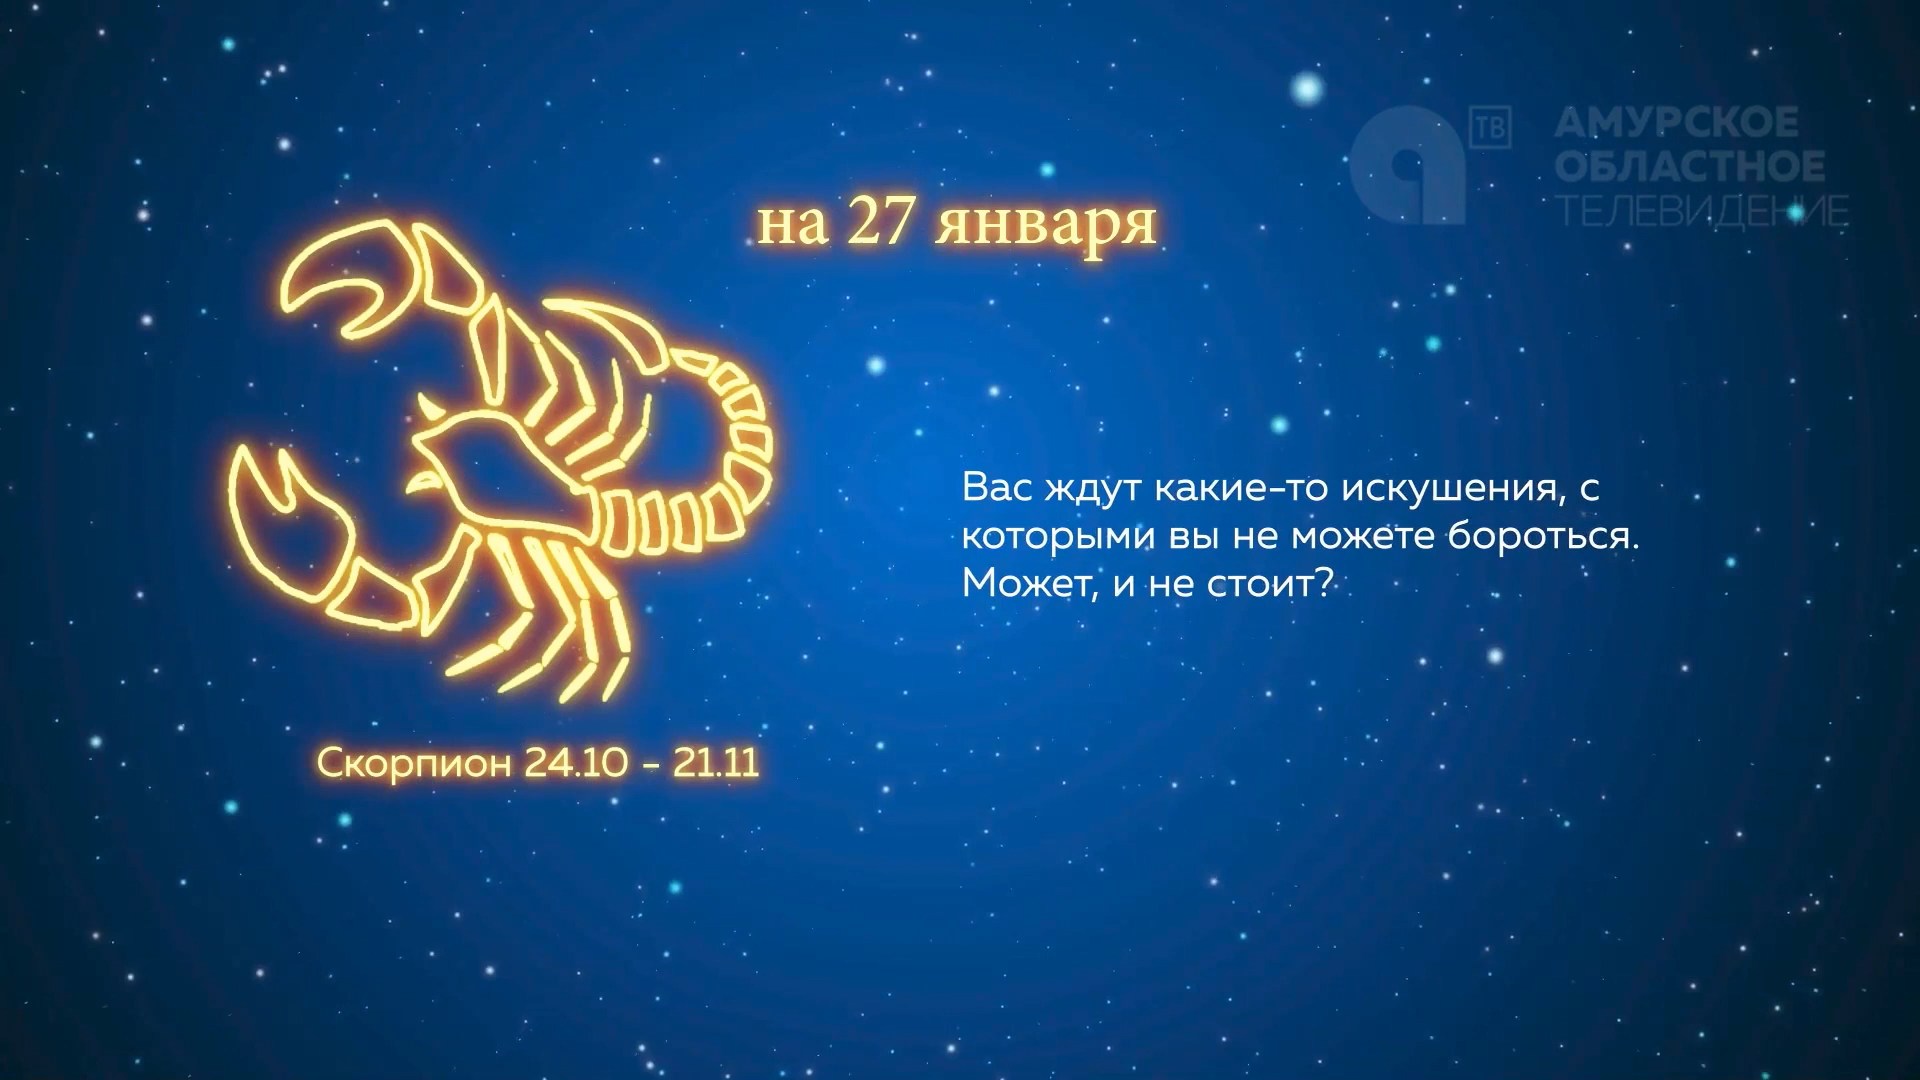 ТВ
АМУРСКОЕ
ОБЛАСТНОЕ
ТЕЛЕВИДЕНИЕ
на 27 января
Вас ждут какие-то искушения, с
которыми вы не можете бороться.
Может, и не стоит?
Скорпион 24.10 - 21.11